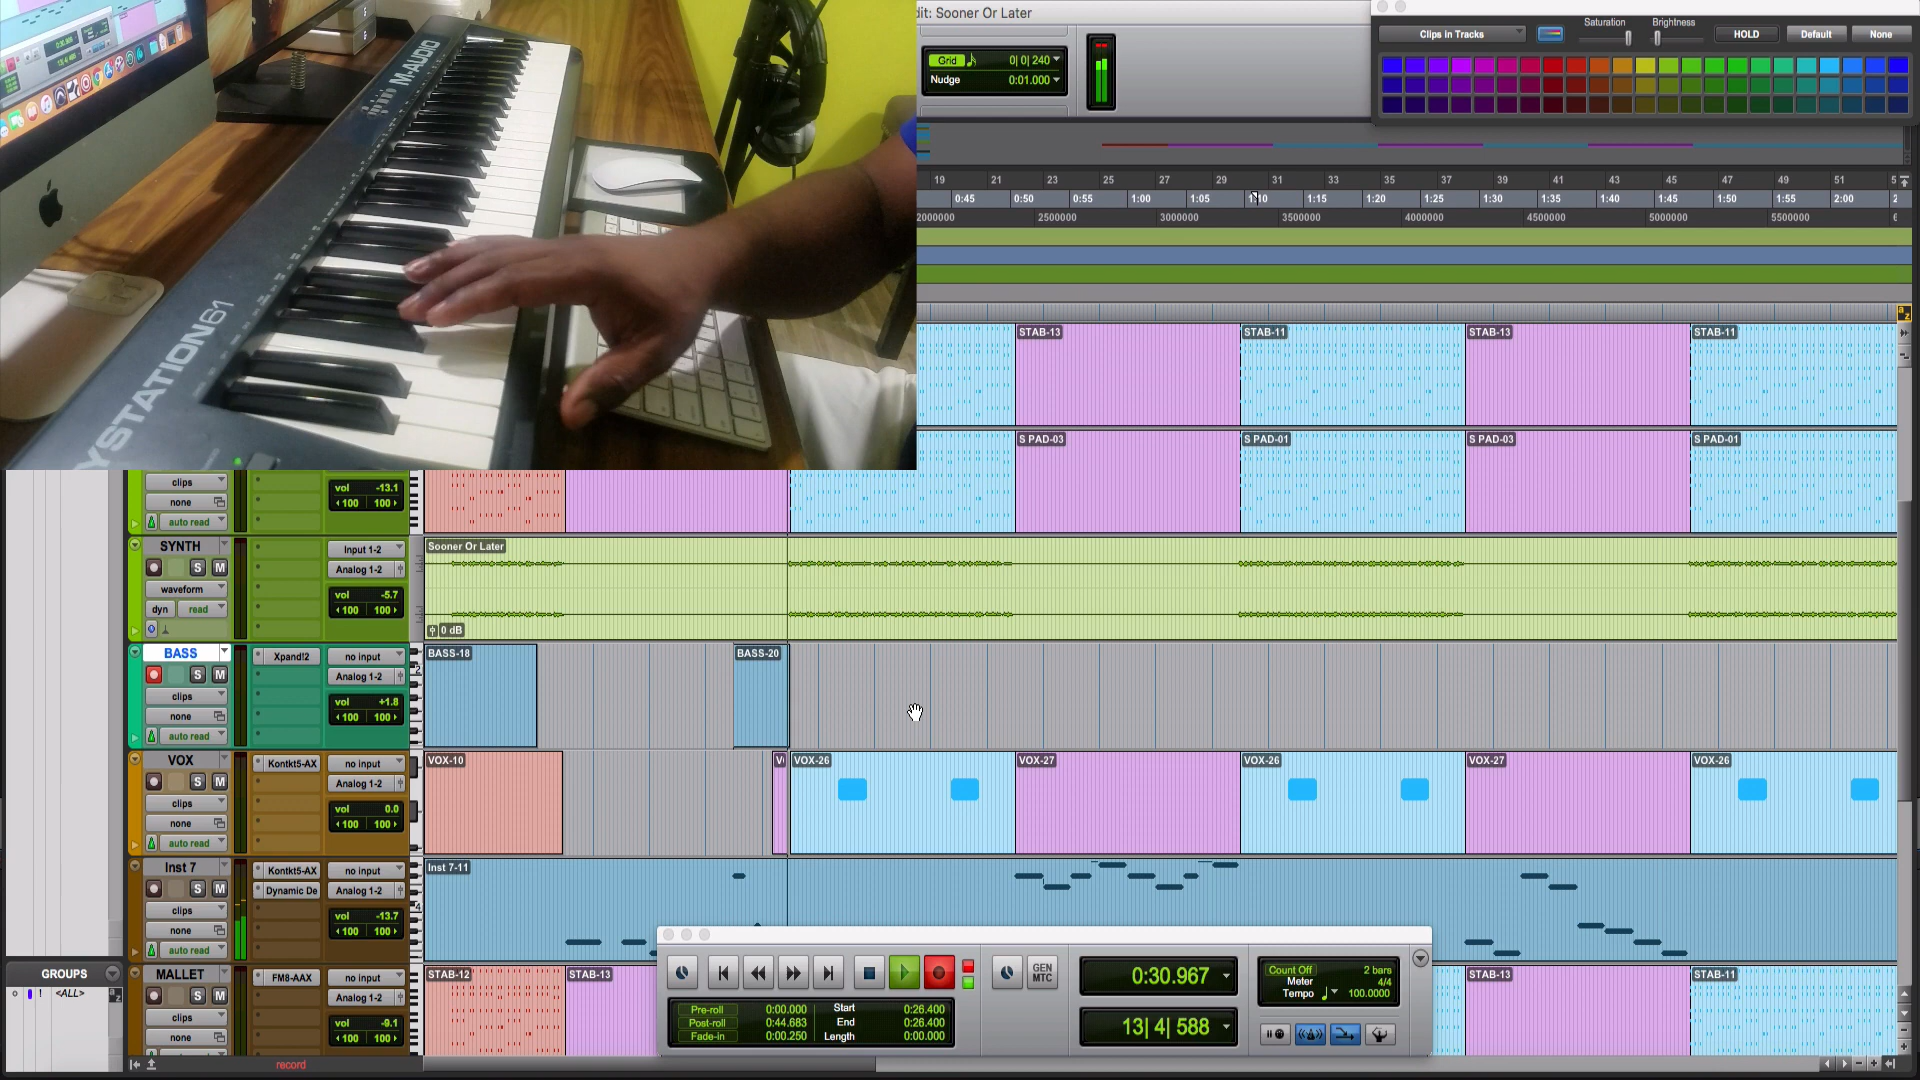 M-AUDIO
YSTATION61
dit: Sooner Or Later
Grid
0| 0| 240
Nudge
0:01.000
Clips in Tracks
Saturation
Brightness
HOLD
Default
None
19 21 23 25 27 29 31 33 35 37 39 41 43 45 47 49 51 5
0:45 0:50 0:55 1:00 1:05 1:10 1:15 1:20 1:25 1:30 1:35 1:40 1:45 1:50 1:55 2:00 2
2000000 2500000 3000000 3500000 4000000 4500000 5000000 5500000 6
STAB-13 STAB-11 STAB-13 STAB-11
S PAD-03 S PAD-01 S PAD-03 S PAD-01
clips
none
auto read
vol -13.1
100 100
SYNTH
S M
waveform
dyn read
Input 1-2
Analog 1-2
vol -5.7
100 100
Sooner Or Later
0 dB
BASS
S M
clips
none
auto read
Xpand!2
no input
Analog 1-2
vol +1.8
100 100
BASS-18 BASS-20
VOX
S M
clips
none
auto read
Kontkt5-AX
no input
Analog 1-2
vol 0.0
100 100
VOX-10 VOX-26 VOX-27 VOX-26 VOX-27 VOX-26
Inst 7
S M
clips
none
auto read
Kontkt5-AX
Dynamic De
no input
Analog 1-2
vol -13.7
100 100
Inst 7-11
MALLET
S M
clips
none
FM8-AAX
no input
Analog 1-2
vol -9.1
100 100
STAB-12 STAB-13 STAB-13 STAB-11
GROUPS
! <ALL>
record
GEN
MTC
Pre-roll 0:00.000 Start 0:26.400
Post-roll 0:44.683 End 0:26.400
Fade-in 0:00.250 Length 0:00.000
0:30.967
13| 4| 588
Count Off 2 bars
Meter 4/4
Tempo 100.0000